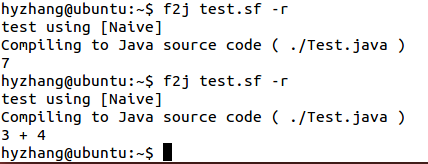 hyzhang@ubuntu:~$ f2j test.sf -r
test using [Naive]
Compiling to Java source code ( ./Test.java )
7
hyzhang@ubuntu:~$ f2j test.sf -r
test using [Naive]
Compiling to Java source code ( ./Test.java )
3 + 4
hyzhang@ubuntu:~$